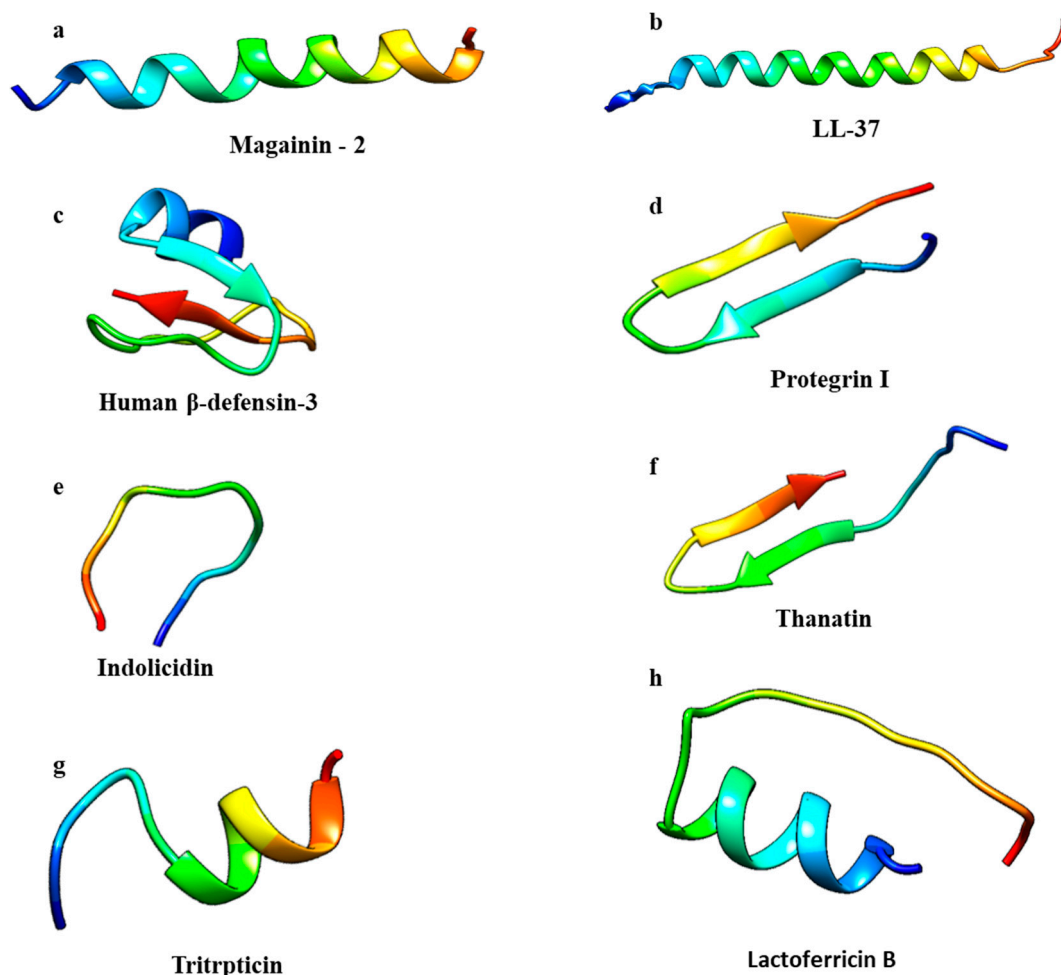 a
Magainin - 2
b
LL-37
c
Human β-defensin-3
d
Protegrin I
e
Indolicidin
f
Thanatin
g
Tritrpticin
h
Lactoferricin B